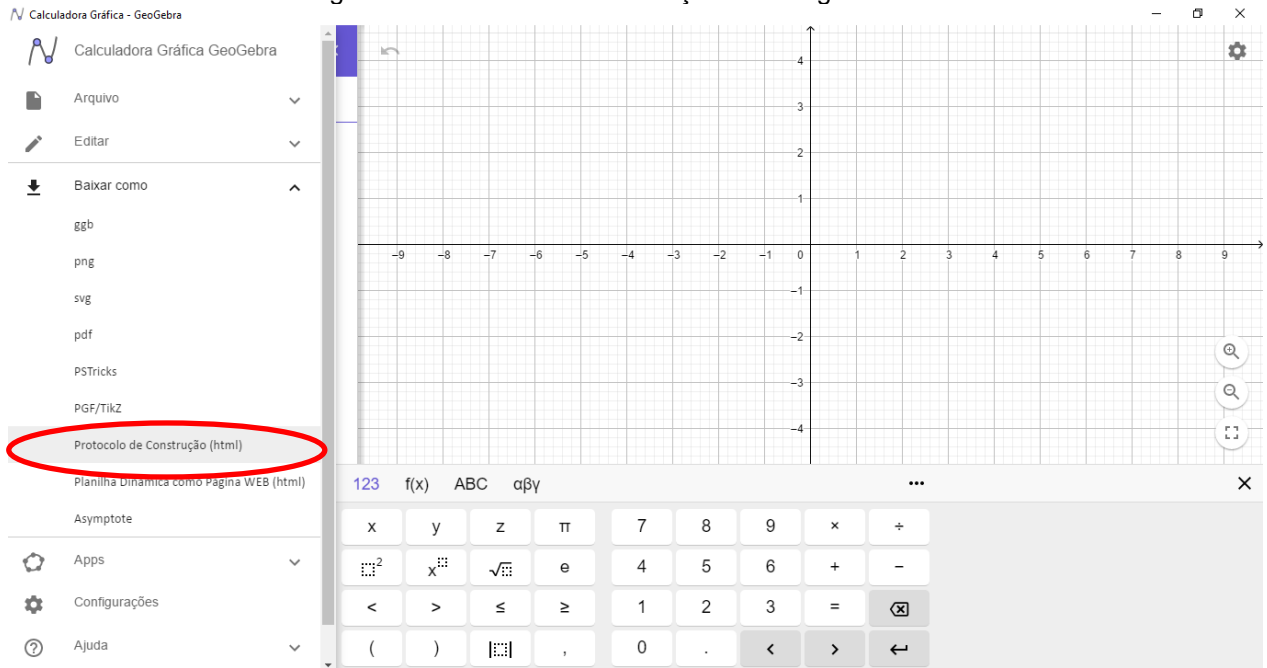 Calculadora Gráfica - GeoGebra
Calculadora Gráfica GeoGebra
Arquivo
Editar
Baixar como
ggb
png
svg
pdf
PSTricks
PGF/TikZ
Protocolo de Construção (html)
Planilha Dinâmica como Página WEB (html)
Asymptote
Apps
Configurações
Ajuda
4
3
2
1
–9 –8 –7 –6 –5 –4 –3 –2 –1 0 1 2 3 4 5 6 7 8 9
–1
–2
–3
–4
123 f(x) ABC αβγ ...
x y z π 7 8 9 × ÷
² x √ e 4 5 6 + −
< > ≤ ≥ 1 2 3 =
( ) | | , 0 . < >